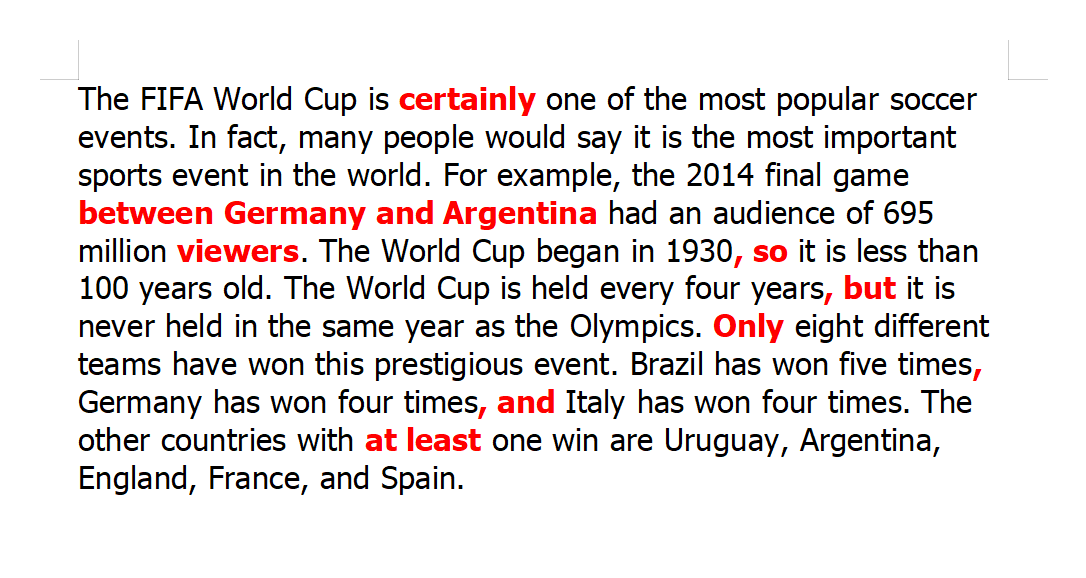 The FIFA World Cup is certainly one of the most popular soccer
events. In fact, many people would say it is the most important
sports event in the world. For example, the 2014 final game
between Germany and Argentina had an audience of 695
million viewers. The World Cup began in 1930, so it is less than
100 years old. The World Cup is held every four years, but it is
never held in the same year as the Olympics. Only eight different
teams have won this prestigious event. Brazil has won five times,
Germany has won four times, and Italy has won four times. The
other countries with at least one win are Uruguay, Argentina,
England, France, and Spain.